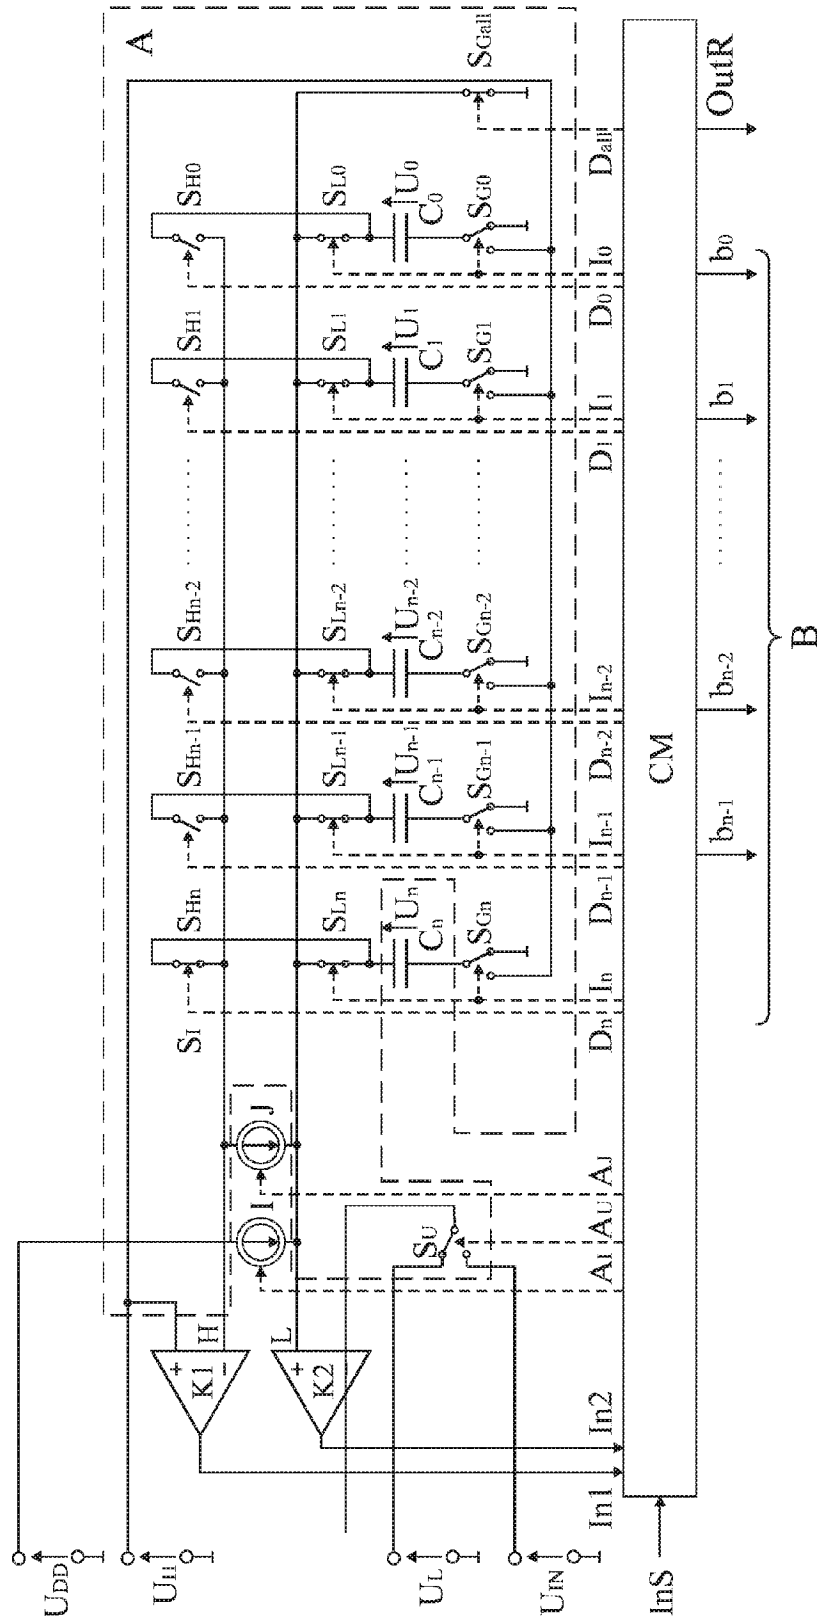 A
SHn
SHn-1
SHn-2
SH1
SH0
SI
J
I
SLn
SLn-1
SLn-2
SL1
SL0
Un
Un-1
Un-2
U1
U0
Cn
Cn-1
Cn-2
C1
C0
SGn
SGn-1
SGn-2
SG1
SG0
SGall
SU
UDD
UH
UL
UIN
+
K1
−
H
+
K2
L
In1
In2
AI
AU
AJ
Dn
In
Dn-1
In-1
Dn-2
In-2
D1
I1
D0
I0
Dall
InS
CM
bn-1
bn-2
b1
b0
OutR
B